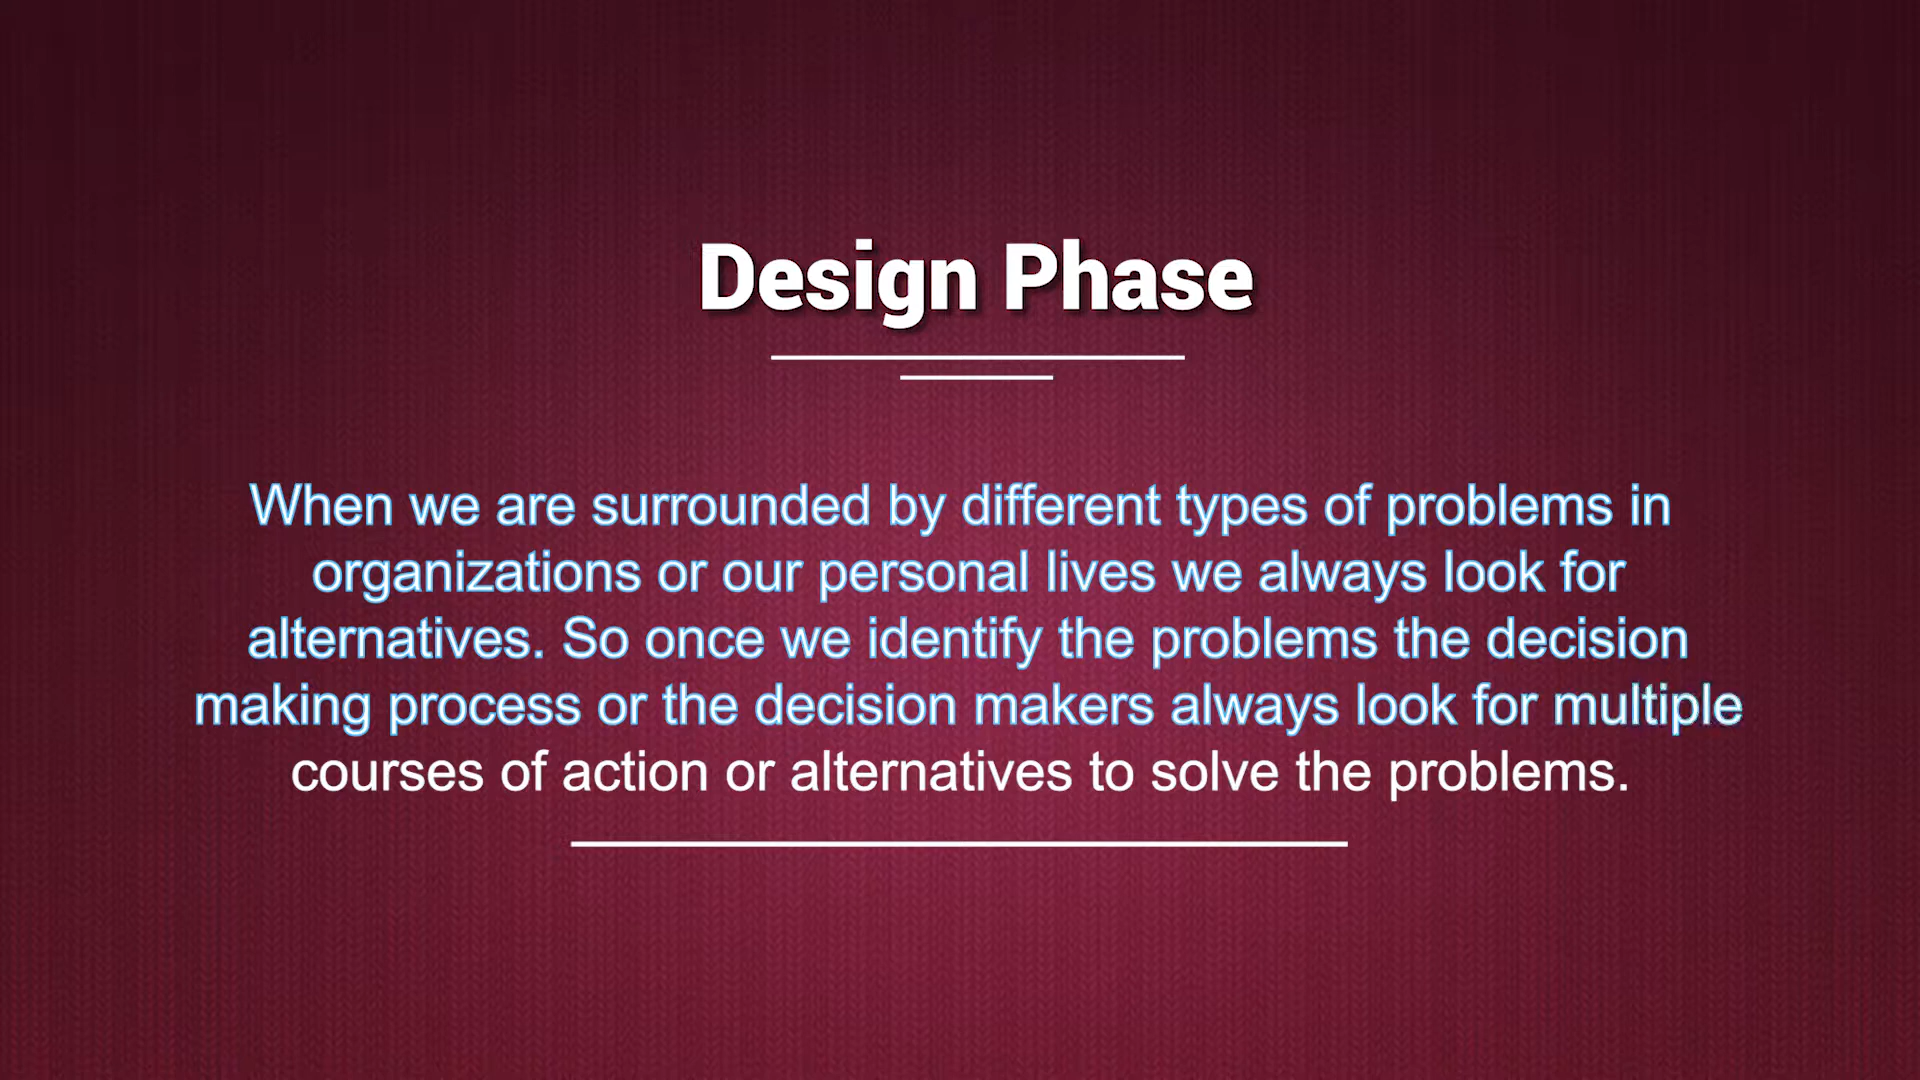 Design Phase
When we are surrounded by different types of problems in
organizations or our personal lives we always look for
alternatives. So once we identify the problems the decision
making process or the decision makers always look for multiple
courses of action or alternatives to solve the problems.